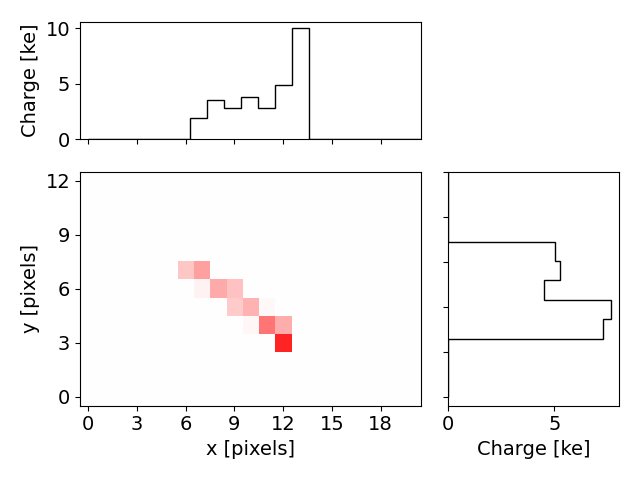 Charge [ke]
10
5
0
y [pixels]
12
9
6
3
0
0 3 6 9 12 15 18
x [pixels]
0 5
Charge [ke]